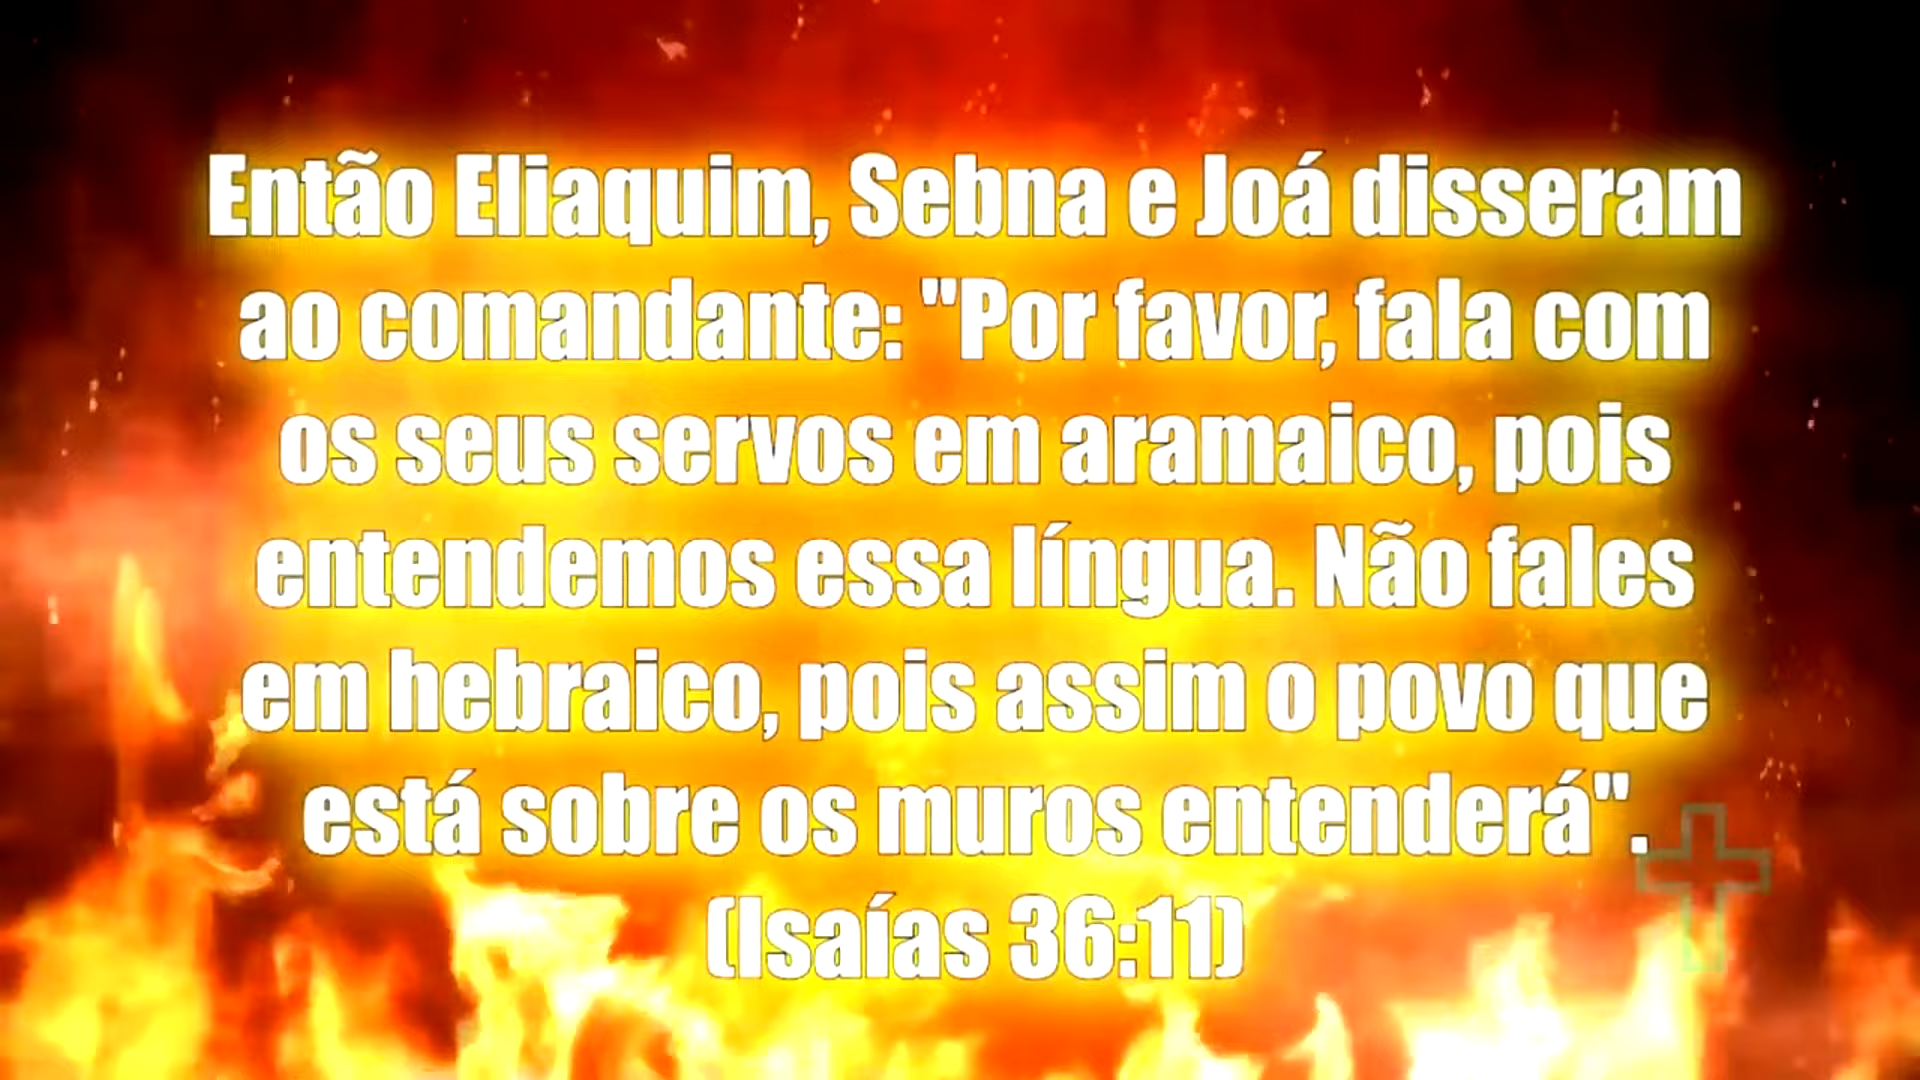 Então Eliaquim, Sebna e Joá disseram
ao comandante: "Por favor, fala com
os seus servos em aramaico, pois
entendemos essa língua. Não fales
em hebraico, pois assim o povo que
está sobre os muros entenderá".
(Isaías 36:11)